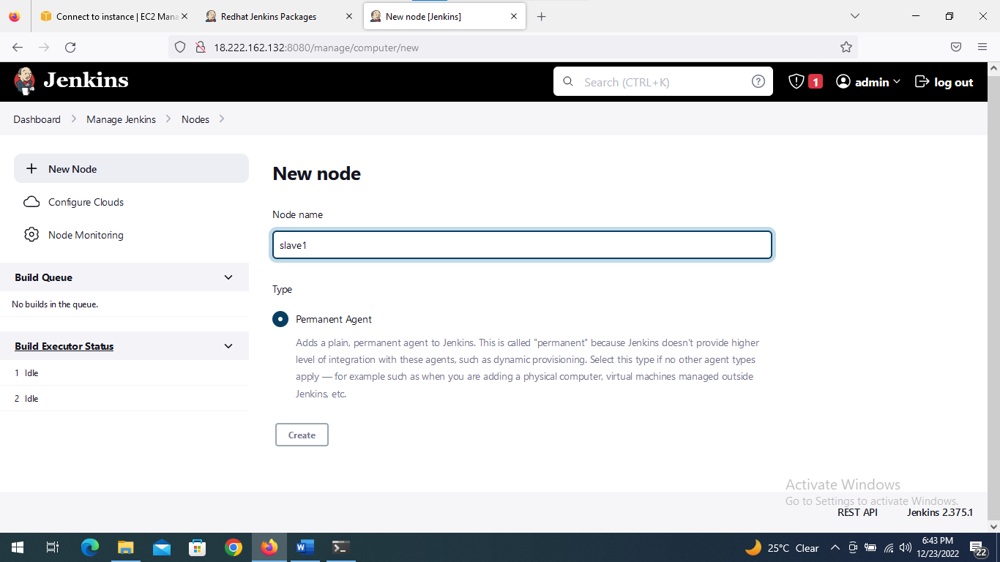 Connect to instance | EC2 Mana
Redhat Jenkins Packages
New node [Jenkins]
18.222.162.132:8080/manage/computer/new
Jenkins
Search (CTRL+K)
1
admin
log out
Dashboard
Manage Jenkins
Nodes
New Node
Configure Clouds
Node Monitoring
Build Queue
No builds in the queue.
Build Executor Status
1 Idle
2 Idle
New node
Node name
slave1
Type
Permanent Agent
Adds a plain, permanent agent to Jenkins. This is called "permanent" because Jenkins doesn't provide higher
level of integration with these agents, such as dynamic provisioning. Select this type if no other agent types
apply — for example such as when you are adding a physical computer, virtual machines managed outside
Jenkins, etc.
Create
Activate Windows
Go to Settings to activate Windows.
REST API
Jenkins 2.375.1
25°C Clear
6:43 PM
12/23/2022
22